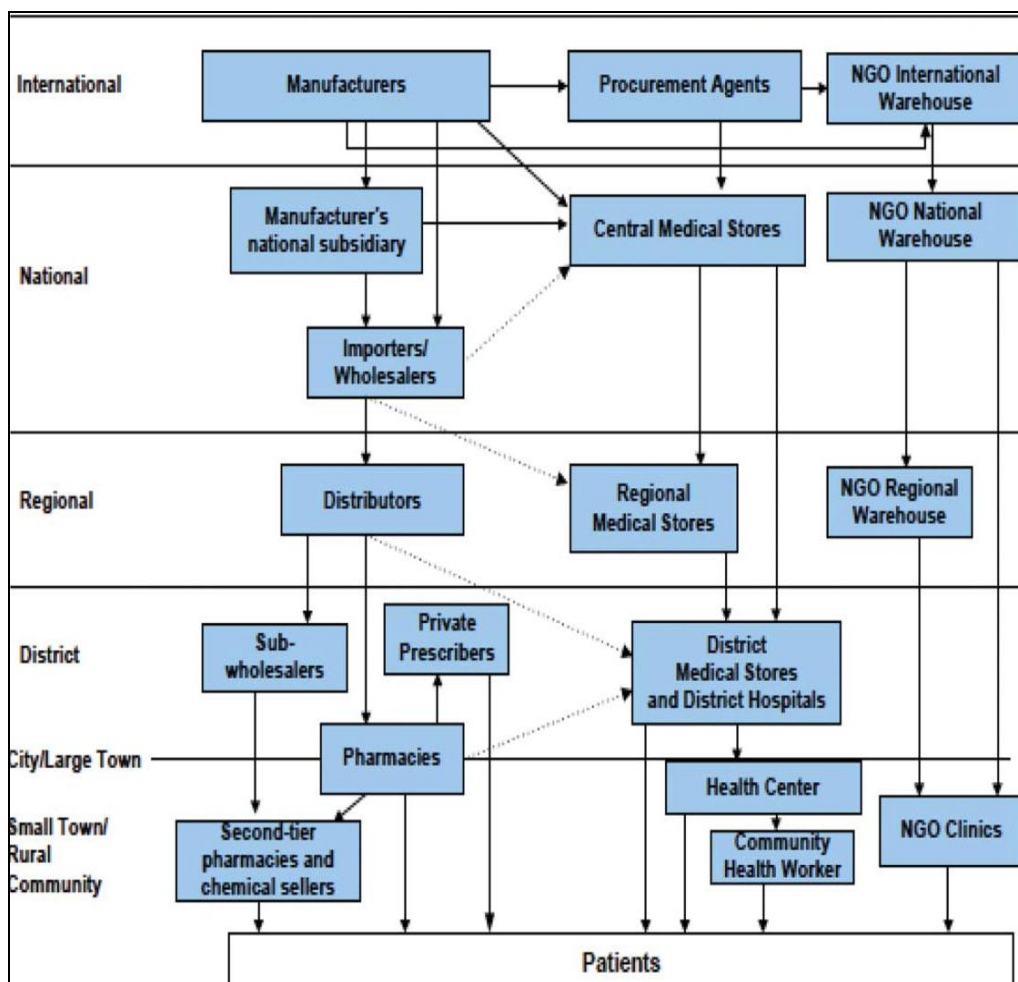 International
Manufacturers
Procurement Agents
NGO International
Warehouse
National
Manufacturer's
national subsidiary
Central Medical Stores
NGO National
Warehouse
Importers/
Wholesalers
Regional
Distributors
Regional
Medical Stores
NGO Regional
Warehouse
District
Sub-
wholesalers
Private
Prescribers
District
Medical Stores
and District Hospitals
City/Large Town
Pharmacies
Health Center
Small Town/
Rural
Community
Second-tier
pharmacies and
chemical sellers
Community
Health Worker
NGO Clinics
Patients